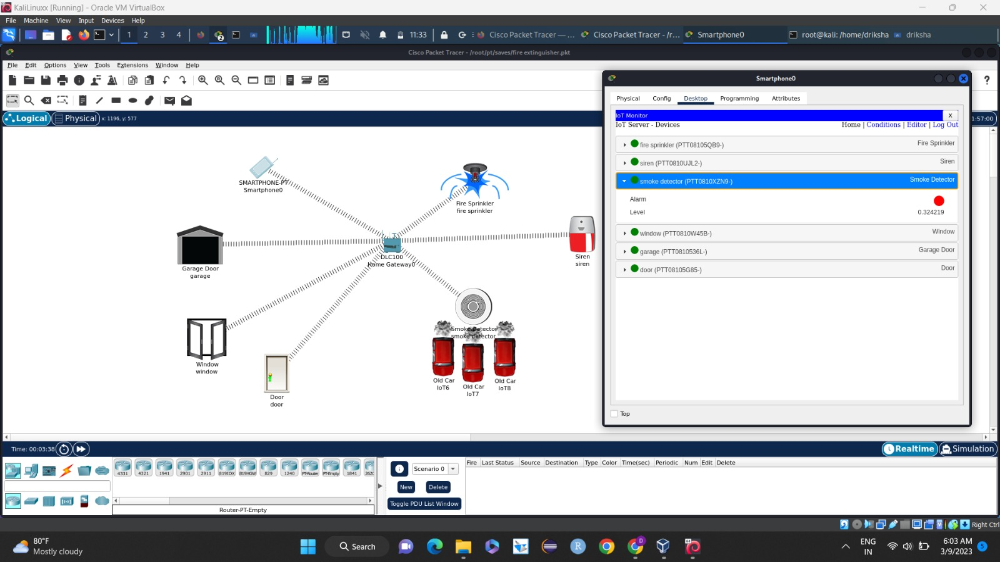 KaliLinuxx [Running] - Oracle VM VirtualBox
File Machine View Input Devices Help
1 2 3 4 2 11:33 Cisco Packet Tracer — ... Cisco Packet Tracer - /r... Smartphone0 root@kali: /home/driksha driksha
Cisco Packet Tracer - /root/pt/saves/fire extinguisher.pkt
File Edit Options View Tools Extensions Window Help
?
Logical Physical x: 1196, y: 577
1:57:00
SMARTPHONE-PT
Smartphone0
Fire Sprinkler
fire sprinkler
Garage Door
garage
DLC100
Home Gateway0
Siren
siren
Smoke Detector
smoke detector
Window
window
Door
door
Old Car
IoT6
Old Car
IoT7
Old Car
IoT8
Smartphone0
Physical Config Desktop Programming Attributes
IoT Monitor X
IoT Server - Devices Home | Conditions | Editor | Log Out
fire sprinkler (PTT08105QB9-) Fire Sprinkler
siren (PTT0810UJL2-) Siren
smoke detector (PTT0810XZN9-) Smoke Detector
Alarm
Level 0.324219
window (PTT0810W45B-) Window
garage (PTT0810536L-) Garage Door
door (PTT08105G85-) Door
Top
Time: 00:03:38 Realtime Simulation
4331 4321 1941 2901 2911 819IOX 819HGW 829 1240 PT-Router PT-Empty 1841 2620
Router-PT-Empty
Scenario 0
New Delete
Toggle PDU List Window
Fire Last Status Source Destination Type Color Time(sec) Periodic Num Edit Delete
Right Ctrl
80°F
Mostly cloudy
Search
D
R
ENG
IN
6:03 AM
3/9/2023
5